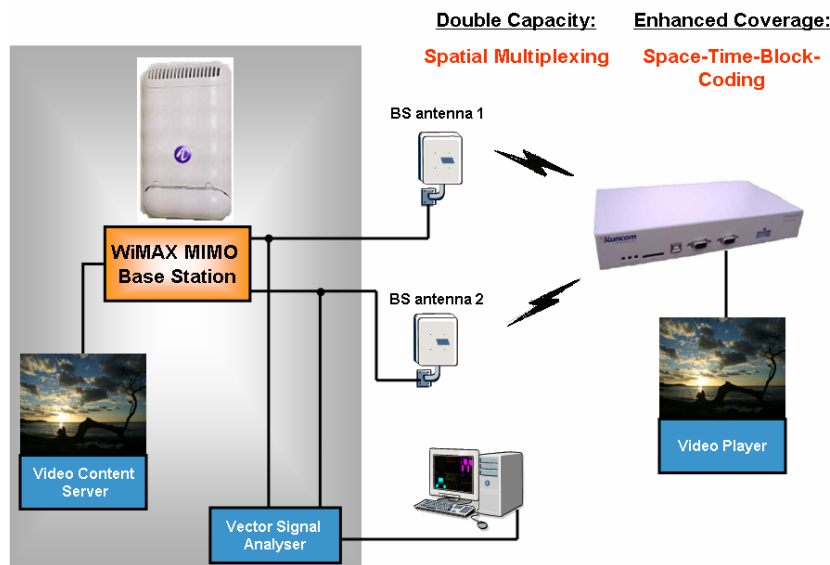 Double Capacity:
Spatial Multiplexing
Enhanced Coverage:
Space-Time-Block-
Coding
BS antenna 1
WiMAX MIMO
Base Station
BS antenna 2
Video Content
Server
Vector Signal
Analyser
Video Player